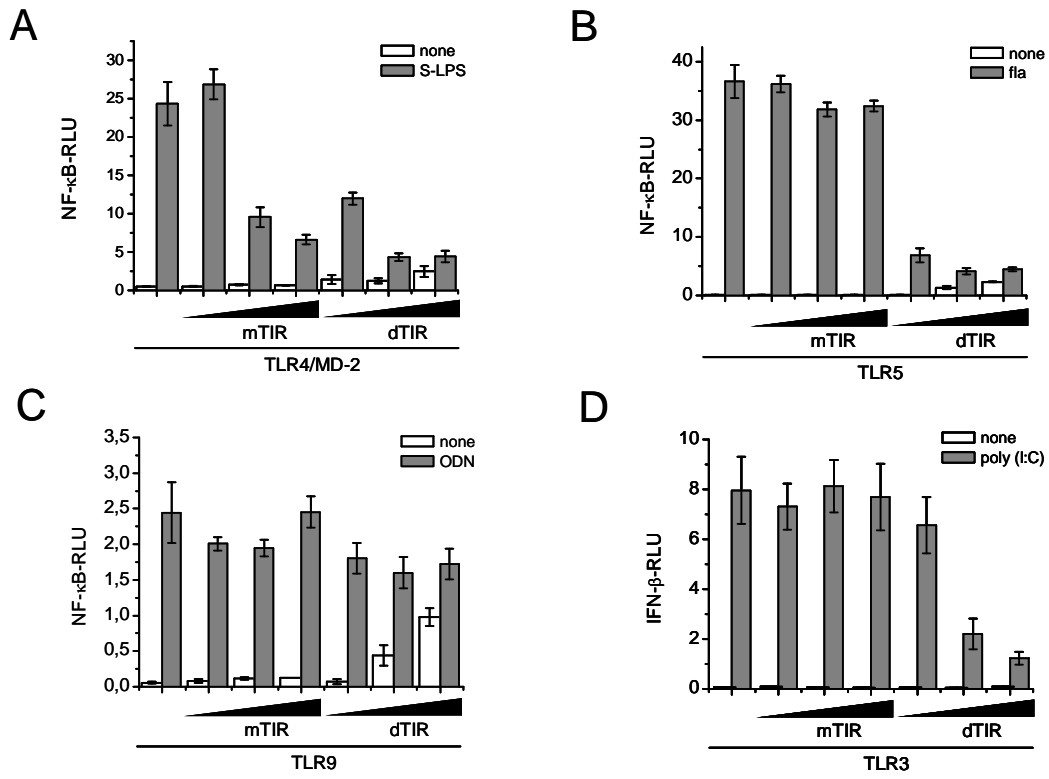 A
none
S-LPS
30
25
20
15
10
5
0
NF-κB-RLU
mTIR dTIR
TLR4/MD-2
B
none
fla
40
30
20
10
0
NF-κB-RLU
mTIR dTIR
TLR5
C
none
ODN
3,5
3,0
2,5
2,0
1,5
1,0
0,5
0,0
NF-κB-RLU
mTIR dTIR
TLR9
D
none
poly (I:C)
10
8
6
4
2
0
IFN-β-RLU
mTIR dTIR
TLR3